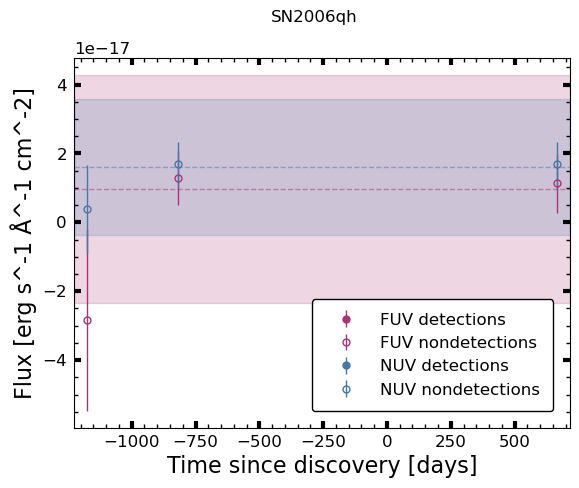 SN2006qh
1e−17
4
2
0
−2
−4
Flux [erg s^-1 Å^-1 cm^-2]
FUV detections
FUV nondetections
NUV detections
NUV nondetections
−1000 −750 −500 −250 0 250 500
Time since discovery [days]